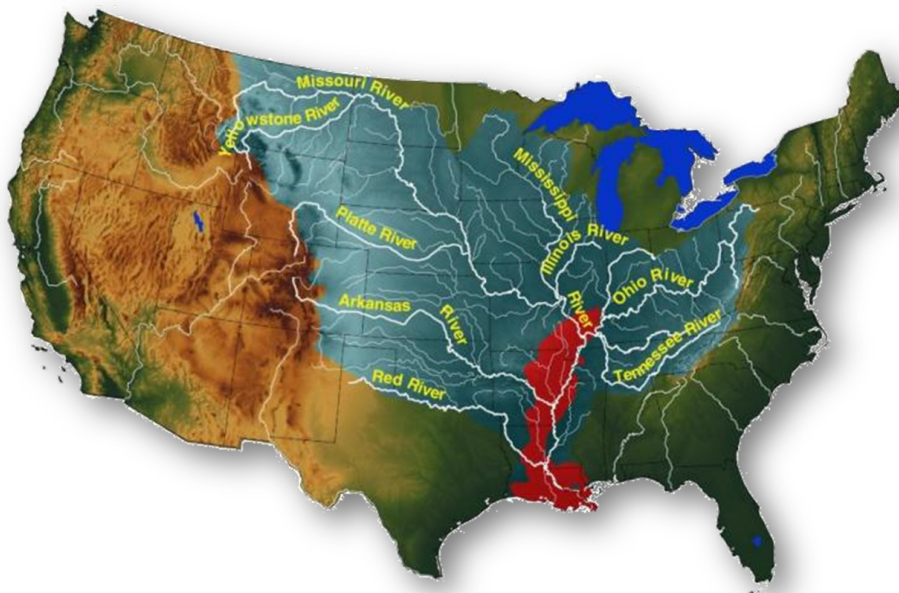 Missouri River
Yellowstone River
Mississippi
River
Platte River
Illinois River
Ohio River
Arkansas
River
Tennessee River
Red River